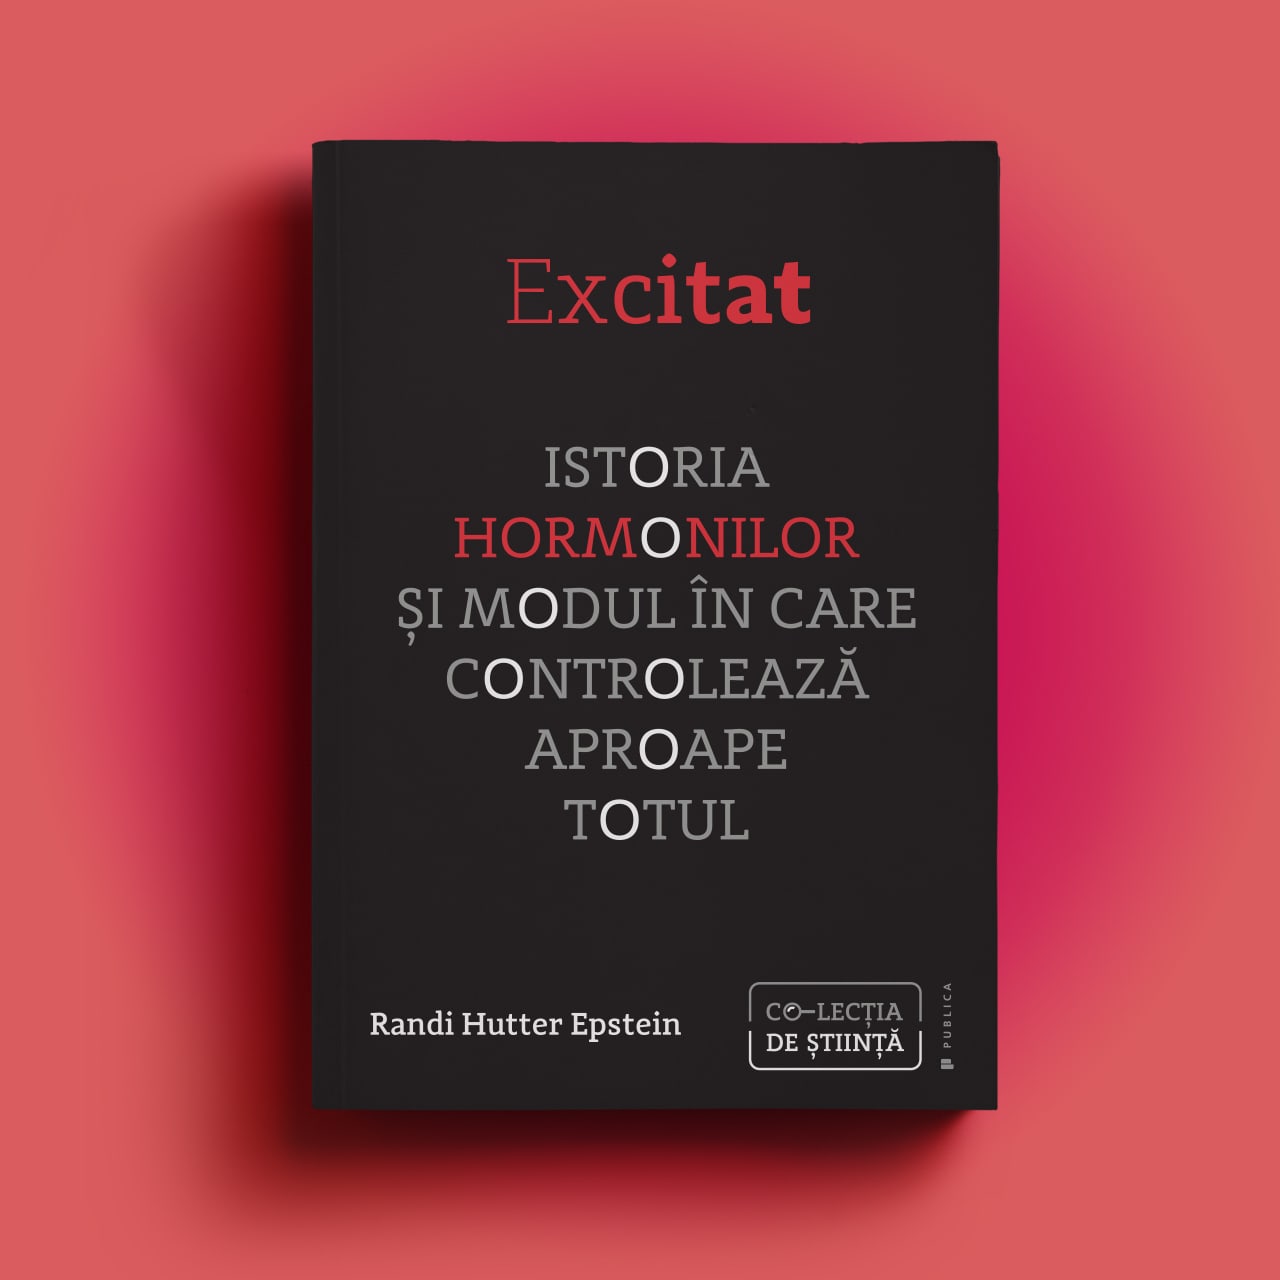 Excitat
ISTORIA
HORMONILOR
ȘI MODUL ÎN CARE
CONTROLEAZĂ
APROAPE
TOTUL
Randi Hutter Epstein
COLECȚIA
DE ȘTIINȚĂ
PUBLICA